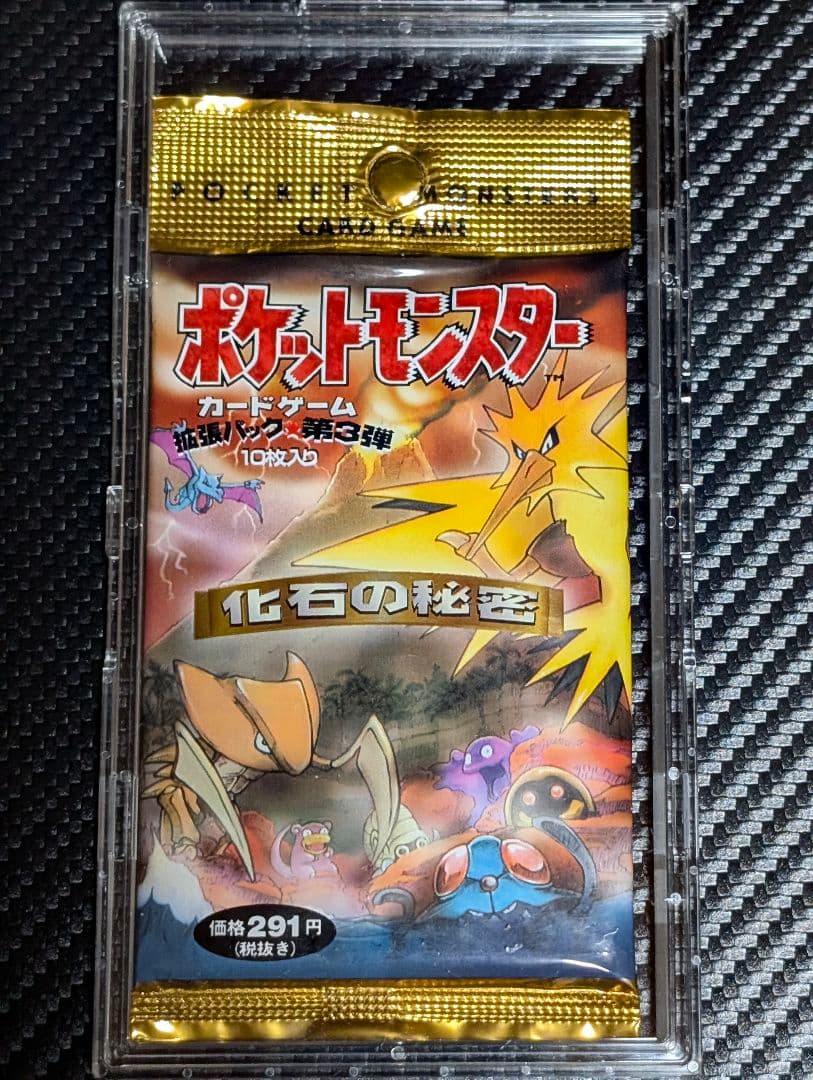 POCKET MONSTERS
CARD GAME
ポケットモンスター
TM
カードゲーム
拡張パック★第3弾
10枚入り
化石の秘密
価格291円
(税抜き)